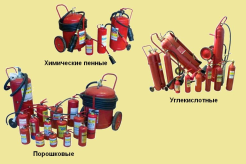 Химические пенные
Углекислотные
Порошковые